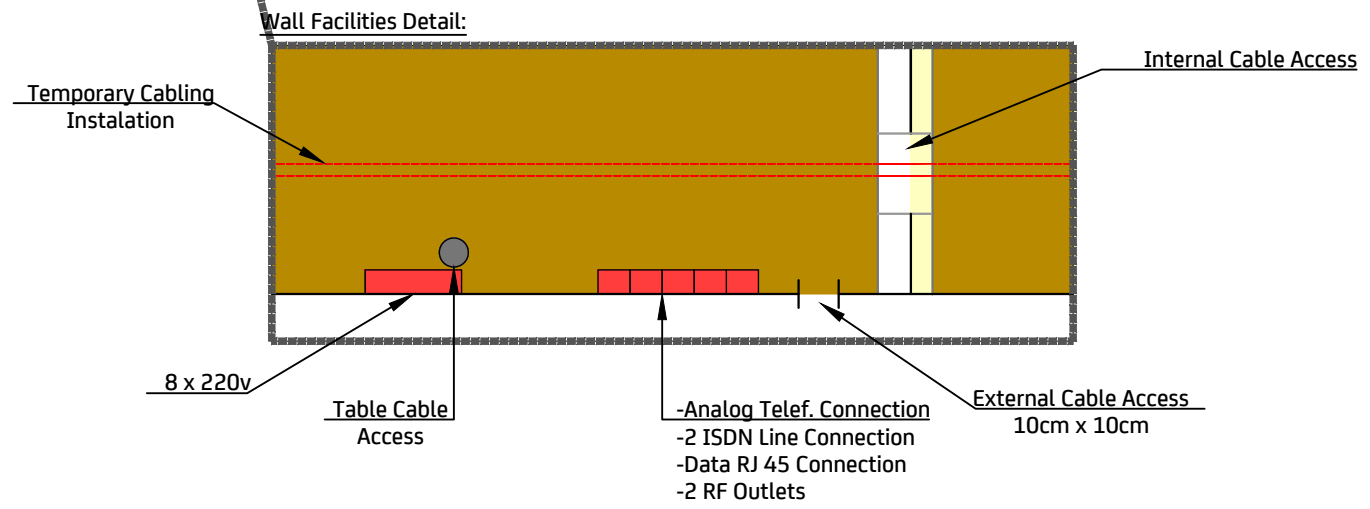 Wall Facilities Detail:
Internal Cable Access
Temporary Cabling
Instalation
8 x 220v
Table Cable
Access
-Analog Telef. Connection
-2 ISDN Line Connection
-Data RJ 45 Connection
-2 RF Outlets
External Cable Access
10cm x 10cm